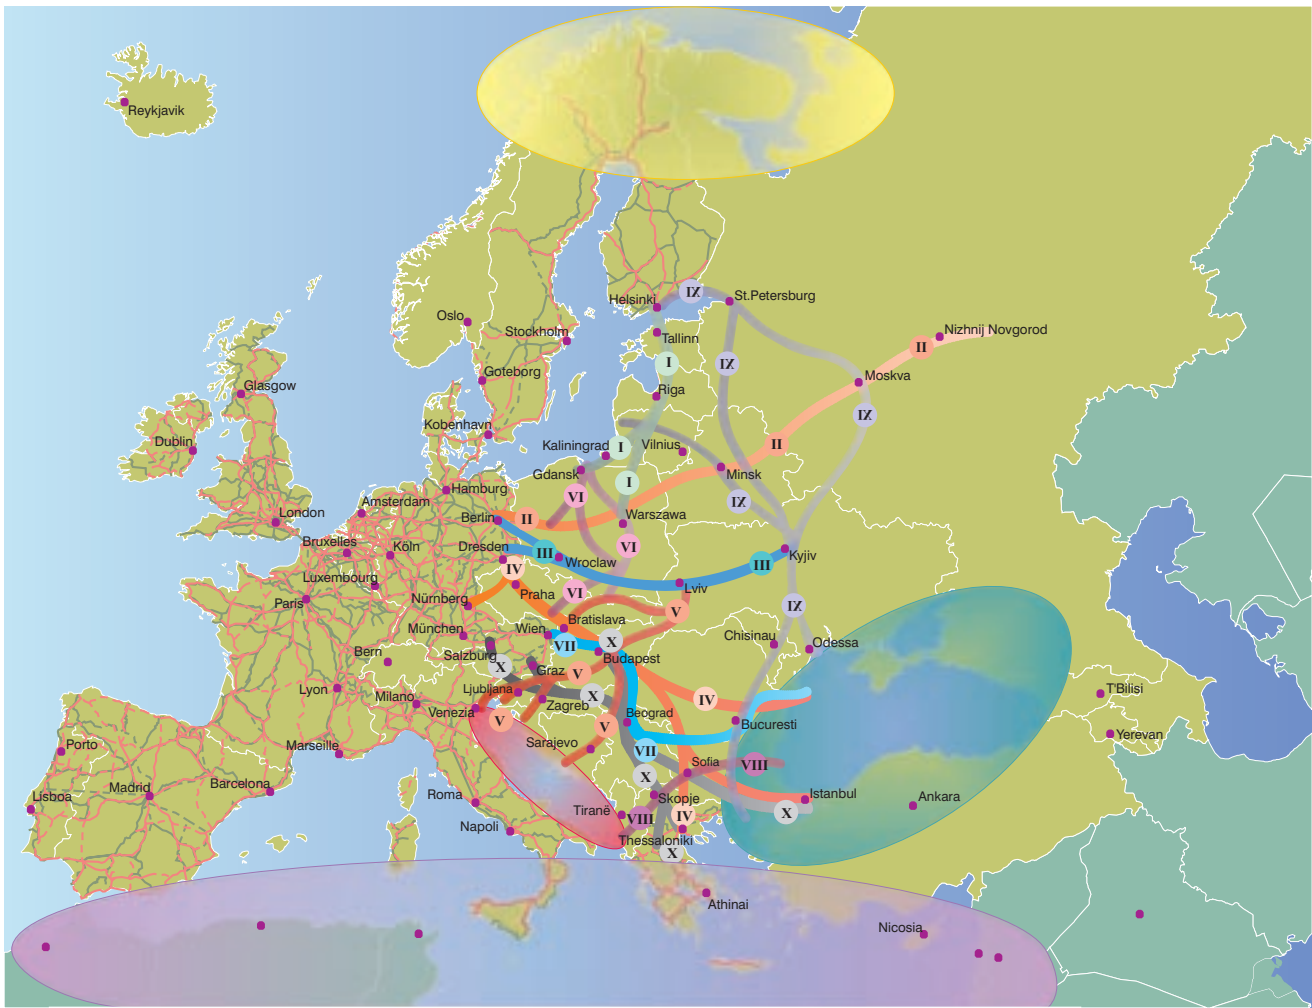 Reykjavik
Helsinki
IX
St.Petersburg
Oslo
Stockholm
Tallinn
Nizhnij Novgorod
II
I
IX
Goteborg
Moskva
Glasgow
Riga
IX
Kobenhavn
Dublin
Kaliningrad
I
Vilnius
II
Gdansk
Minsk
I
Hamburg
VI
IX
Amsterdam
London
Berlin
II
Warszawa
Bruxelles
Köln
Dresden
III
VI
Kyjiv
Wroclaw
III
Luxembourg
IV
Paris
Nürnberg
Praha
VI
Lviv
V
IX
München
Wien
Bratislava
Chisinau
Odessa
Bern
Salzburg
VII
X
Budapest
X
Graz
V
Lyon
Milano
Ljubljana
X
IV
T'Bilisi
Venezia
V
Zagreb
Beograd
Bucuresti
V
Porto
Marseille
Sarajevo
VII
Yerevan
Madrid
Barcelona
X
Sofia
VIII
Lisboa
Roma
Skopje
Istanbul
Ankara
Napoli
Tiranë
VIII
IV
X
Thessaloniki
X
Athinai
Nicosia